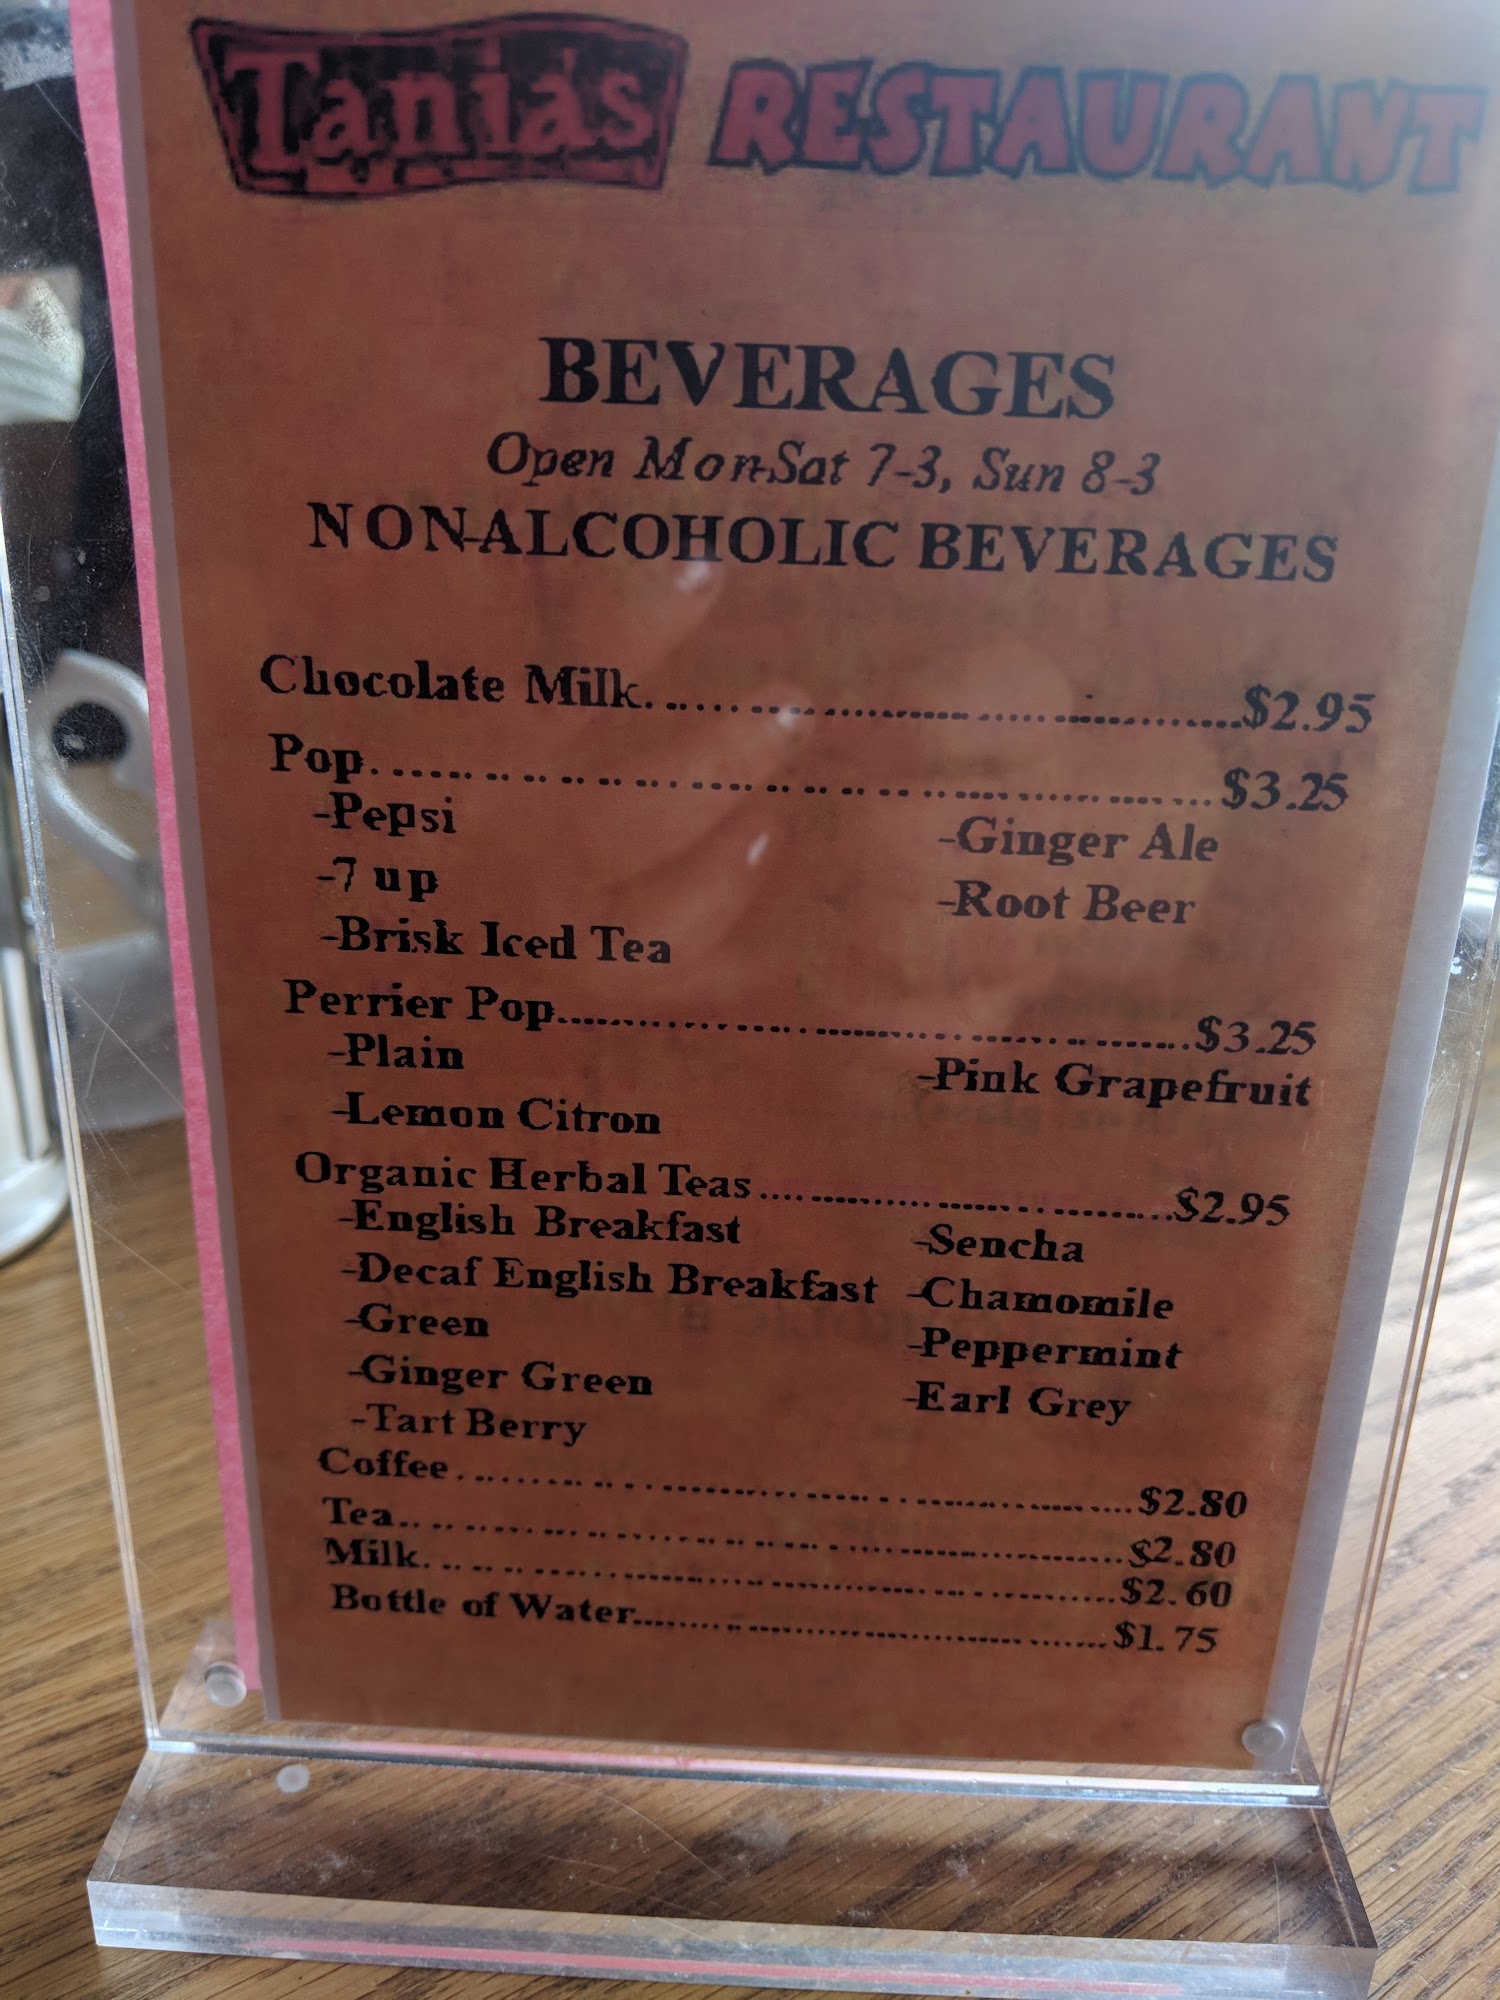 Tania's RESTAURANT
BEVERAGES
Open Mon-Sat 7-3, Sun 8-3
NON-ALCOHOLIC BEVERAGES
Chocolate Milk....................$2.95
Pop....................$3.25
-Pepsi -Ginger Ale
-7 up -Root Beer
-Brisk Iced Tea
Perrier Pop....................$3.25
-Plain -Pink Grapefruit
-Lemon Citron
Organic Herbal Teas....................$2.95
-English Breakfast -Sencha
-Decaf English Breakfast -Chamomile
-Green -Peppermint
-Ginger Green -Earl Grey
-Tart Berry
Coffee....................$2.80
Tea....................$2.80
Milk....................$2.60
Bottle of Water....................$1.75